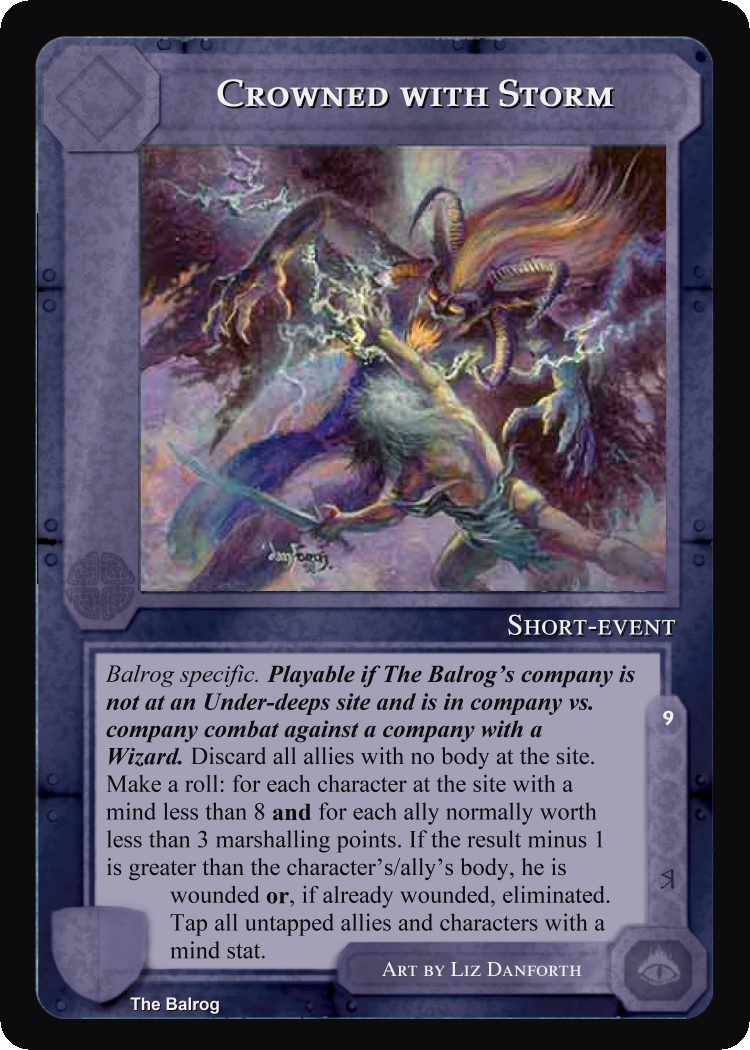 Crowned with Storm
Danforth
Short-event
Balrog specific. Playable if The Balrog's company is
not at an Under-deeps site and is in company vs.
company combat against a company with a
Wizard. Discard all allies with no body at the site.
Make a roll: for each character at the site with a
mind less than 8 and for each ally normally worth
less than 3 marshalling points. If the result minus 1
is greater than the character's/ally's body, he is
wounded or, if already wounded, eliminated.
Tap all untapped allies and characters with a
mind stat.
9
Art by Liz Danforth
The Balrog